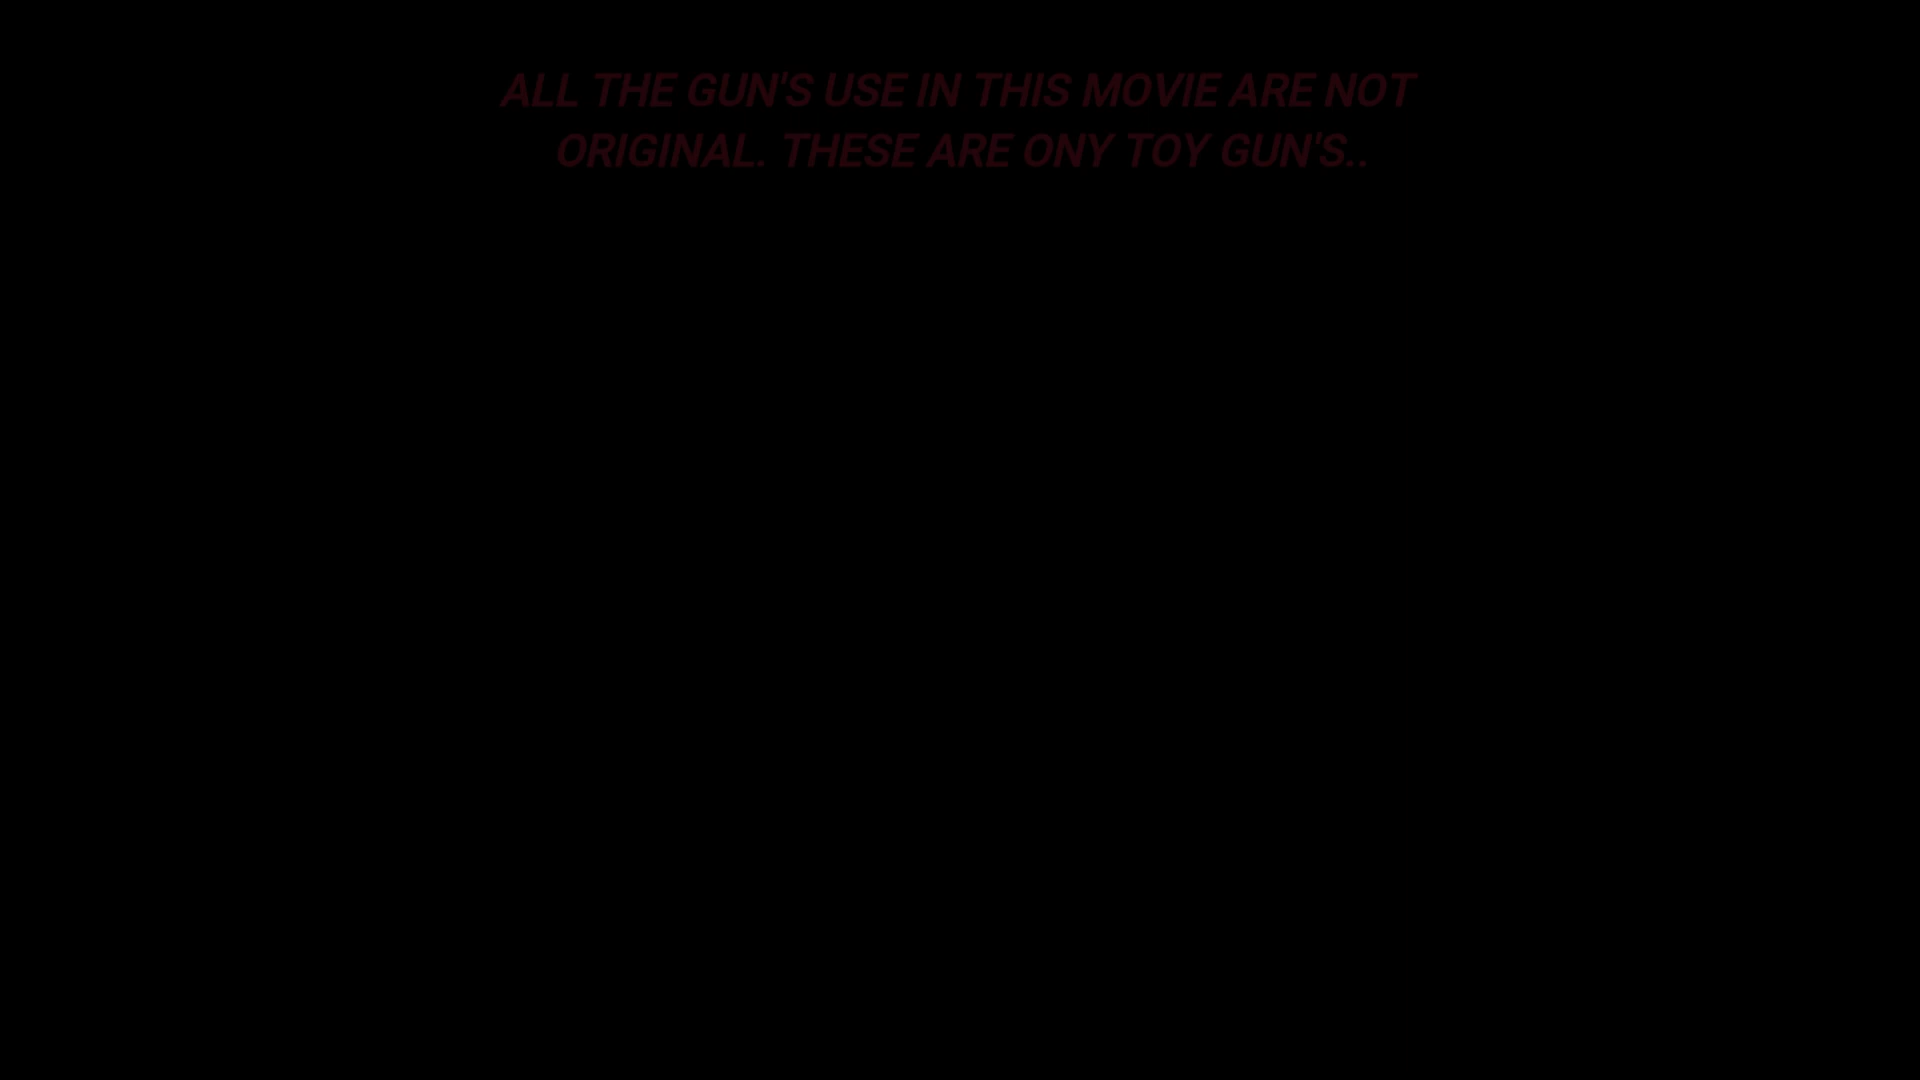 ALL THE GUN'S USE IN THIS MOVIE ARE NOT
ORIGINAL. THESE ARE ONY TOY GUN'S..